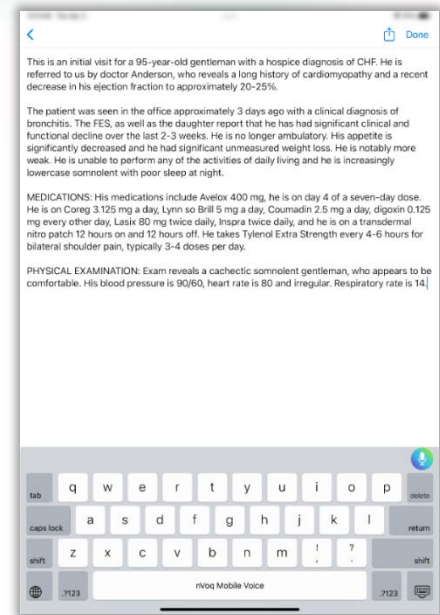 Done
This is an initial visit for a 95-year-old gentleman with a hospice diagnosis of CHF. He is
referred to us by doctor Anderson, who reveals a long history of cardiomyopathy and a recent
decrease in his ejection fraction to approximately 20-25%.
The patient was seen in the office approximately 3 days ago with a clinical diagnosis of
bronchitis. The FES, as well as the daughter report that he has had significant clinical and
functional decline over the last 2-3 weeks. He is no longer ambulatory. His appetite is
significantly decreased and he had significant unmeasured weight loss. He is notably more
weak. He is unable to perform any of the activities of daily living and he is increasingly
lowercase somnolent with poor sleep at night.
MEDICATIONS: His medications include Avelox 400 mg, he is on day 4 of a seven-day dose.
He is on Coreg 3.125 mg a day, Lynn so Brill 5 mg a day, Coumadin 2.5 mg a day, digoxin 0.125
mg every other day, Lasix 80 mg twice daily, Inspra twice daily, and he is on a transdermal
nitro patch 12 hours on and 12 hours off. He takes Tylenol Extra Strength every 4-6 hours for
bilateral shoulder pain, typically 3-4 doses per day.
PHYSICAL EXAMINATION: Exam reveals a cachectic somnolent gentleman, who appears to be
comfortable. His blood pressure is 90/60, heart rate is 80 and irregular. Respiratory rate is 14.
tab q w e r t y u i o p delete
caps lock a s d f g h j k l return
shift z x c v b n m ! , ? . shift
.?123 nVoq Mobile Voice .?123